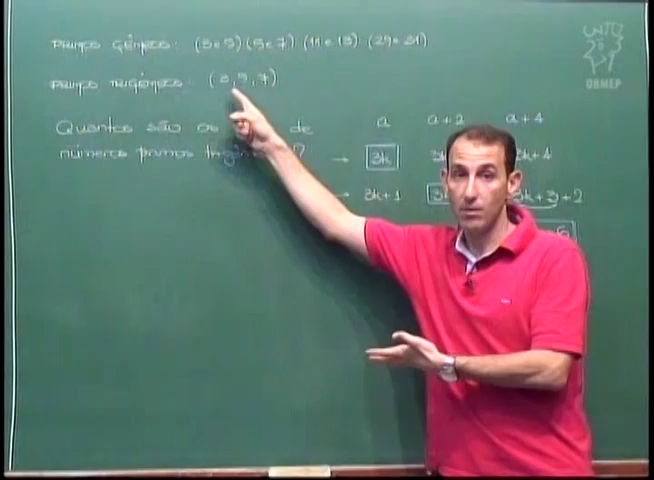 Primos gêmeos: (3 e 5) (5 e 7) (11 e 13) (29 e 31)
Primos trigêmeos: (3, 5, 7)
Quantos são os de
números primos ?
a a+2 a+4
→ 3k 3k+4
→ 3k+1 3k+3)+2
OBMEP